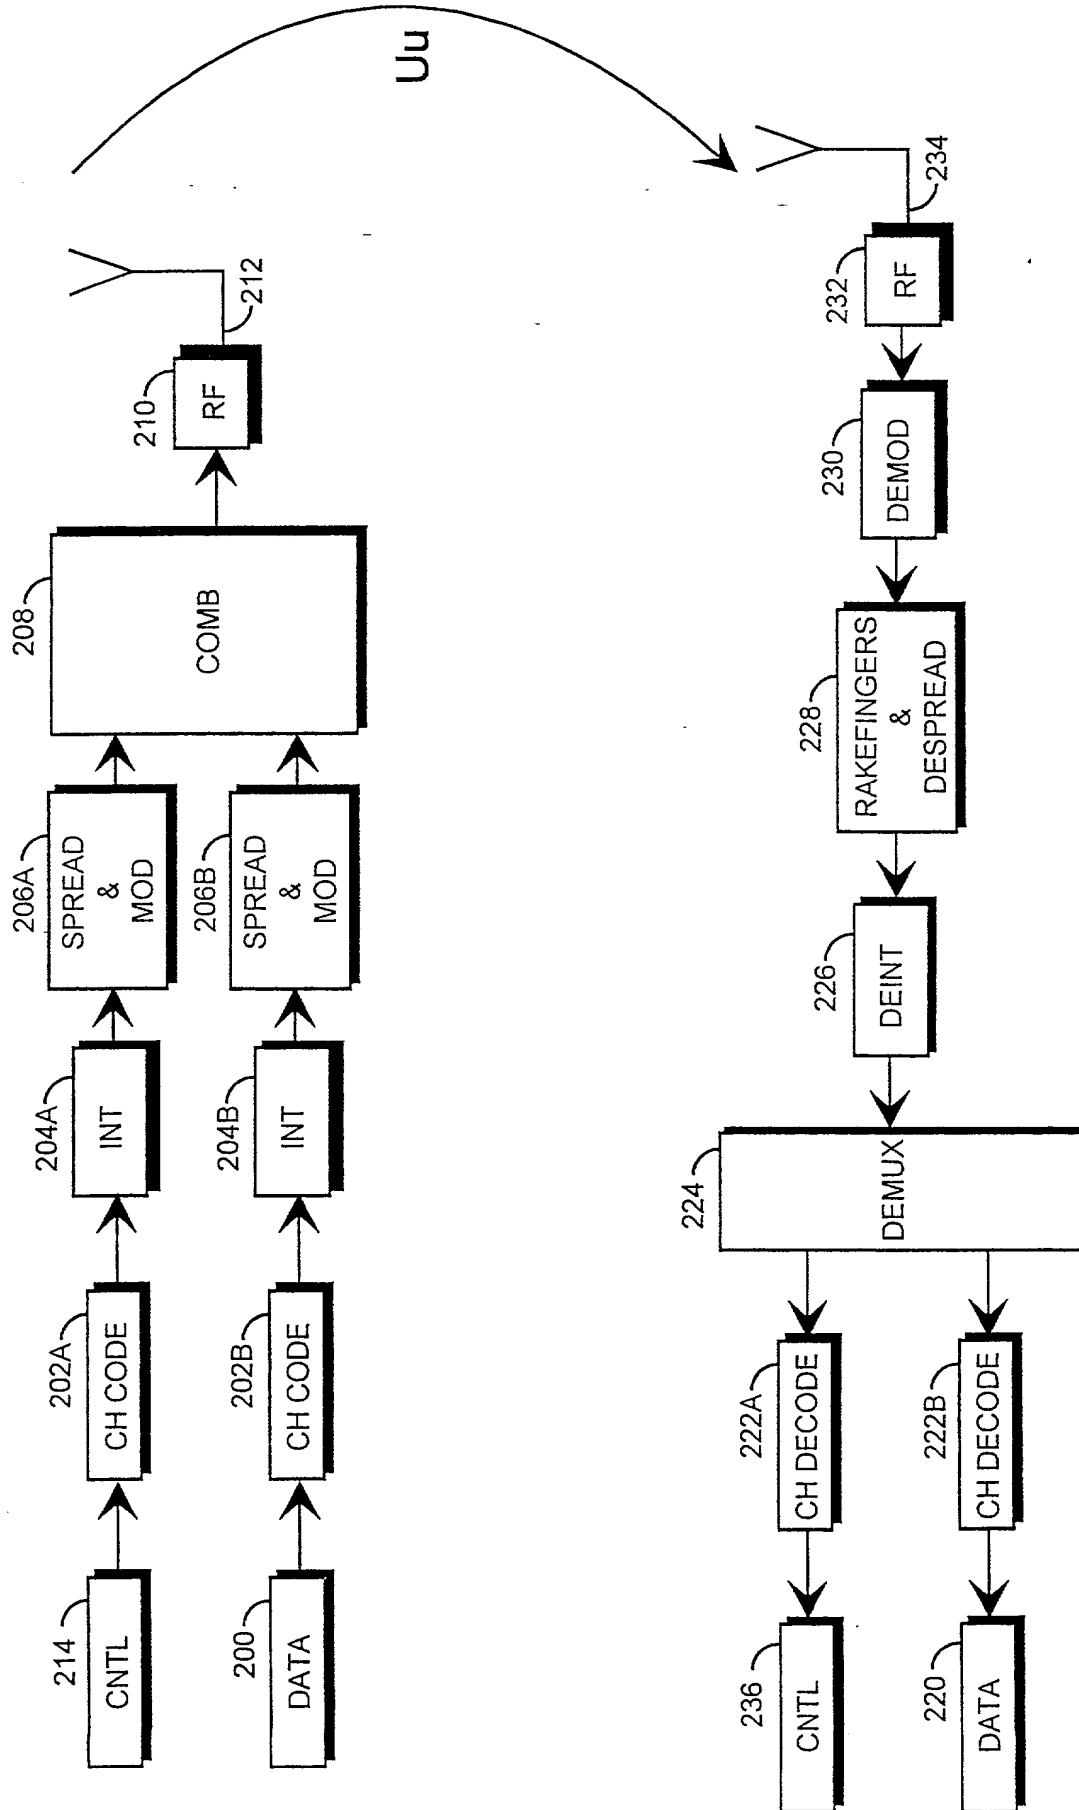 Uu
214
CNTL
202A
CH CODE
204A
INT
206A
SPREAD
&
MOD
208
COMB
210
RF
212
200
DATA
202B
CH CODE
204B
INT
206B
SPREAD
&
MOD
236
CNTL
222A
CH DECODE
224
DEMUX
226
DEINT
228
RAKEFINGERS
&
DESPREAD
230
DEMOD
232
RF
234
220
DATA
222B
CH DECODE